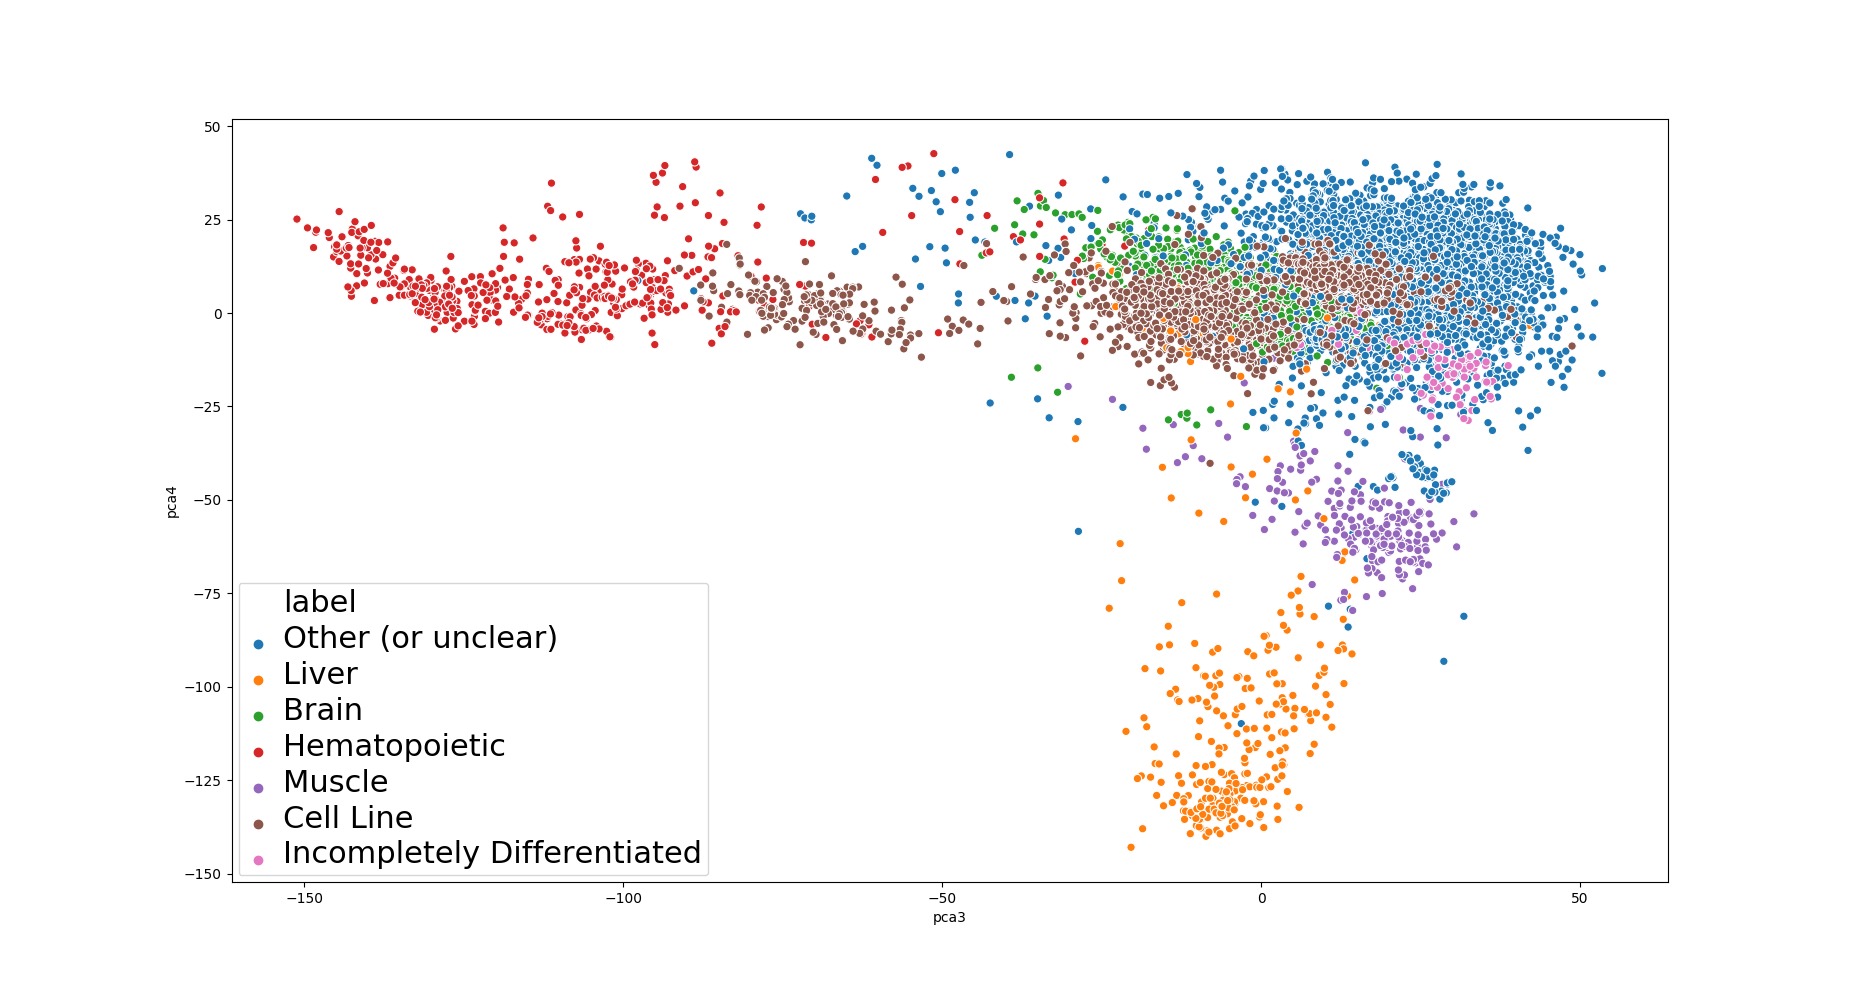 50
25
0
−25
−50
−75
−100
−125
−150
pca4
label
Other (or unclear)
Liver
Brain
Hematopoietic
Muscle
Cell Line
Incompletely Differentiated
−150
−100
−50
0
50
pca3